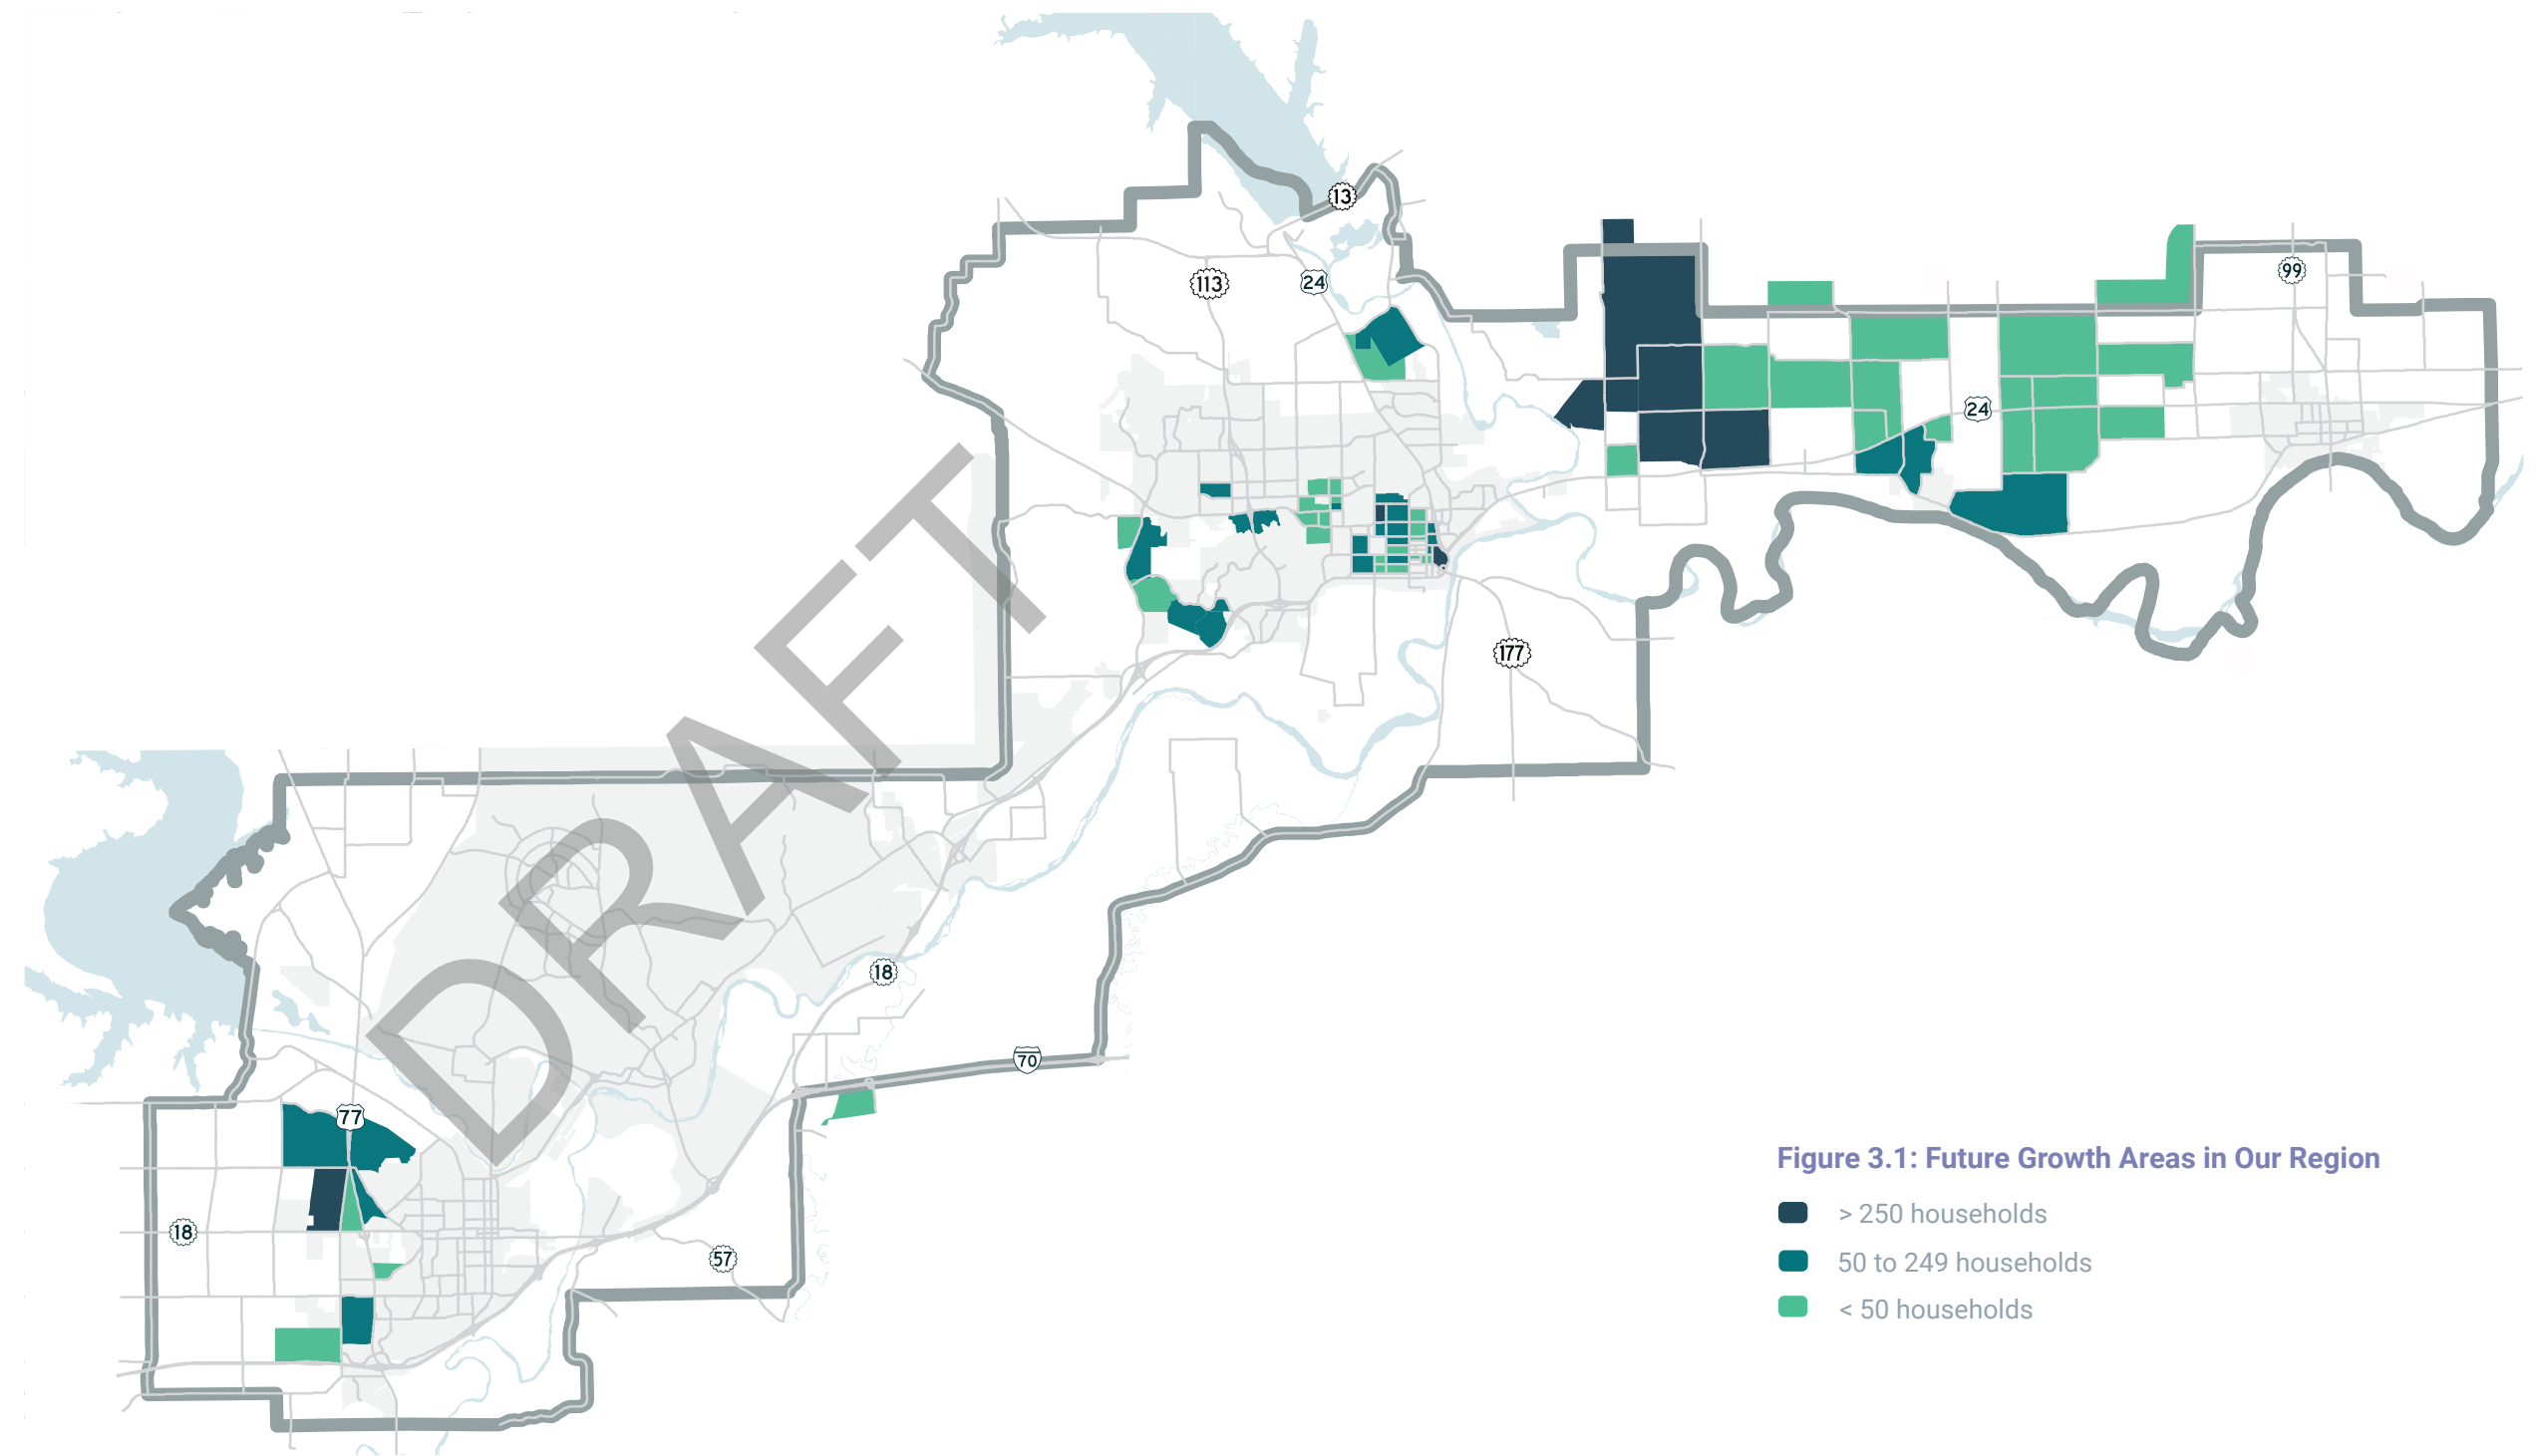 13
113
24
99
24
177
DRAFT
18
70
77
18
57
Figure 3.1: Future Growth Areas in Our Region
> 250 households
50 to 249 households
< 50 households